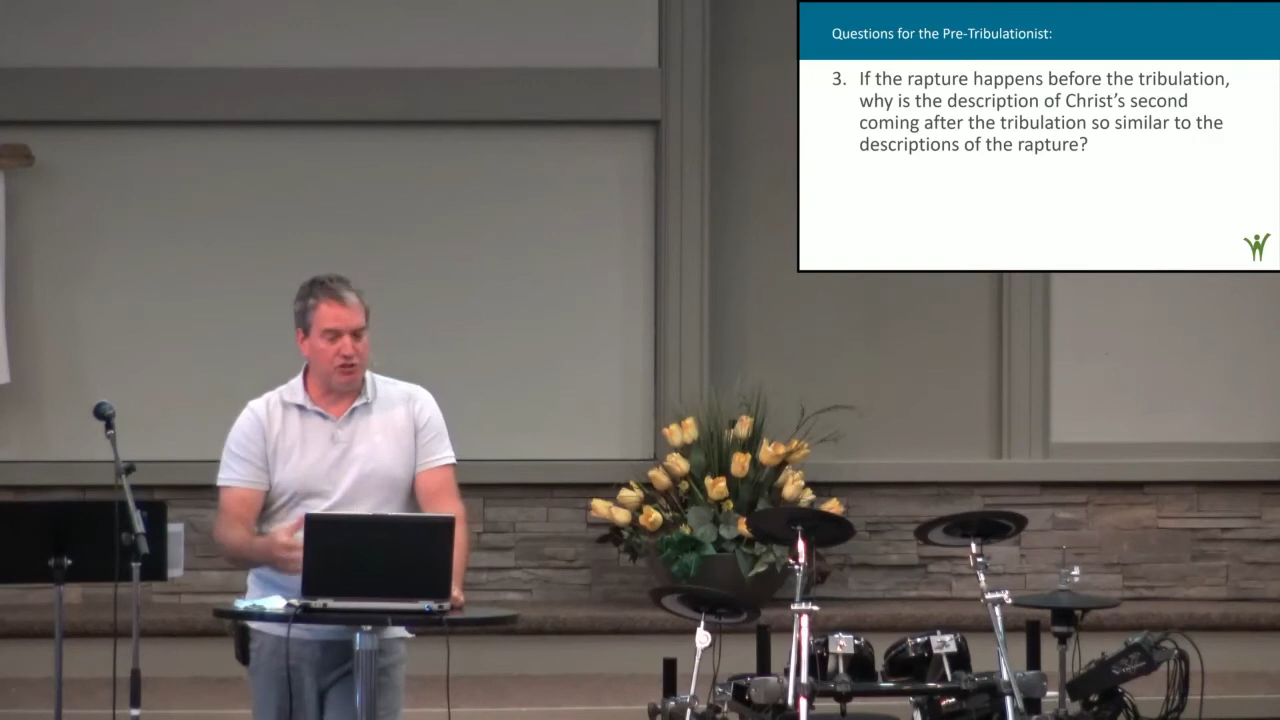 Questions for the Pre-Tribulationist:
3. If the rapture happens before the tribulation,
why is the description of Christ’s second
coming after the tribulation so similar to the
descriptions of the rapture?